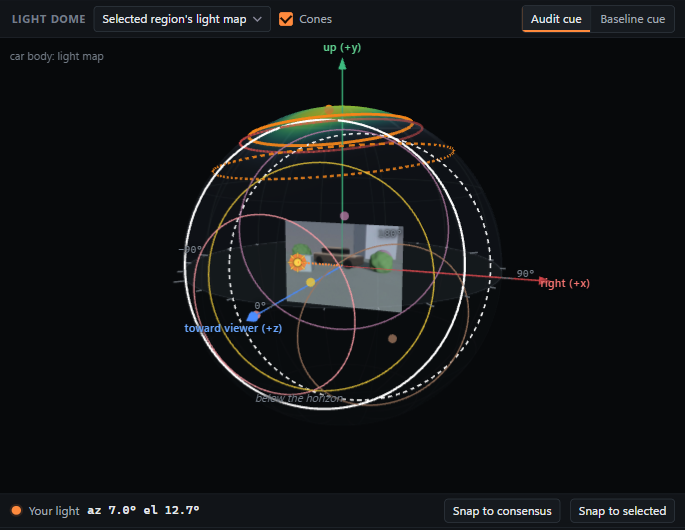 LIGHT DOME
Selected region's light map
Cones
Audit cue
Baseline cue
car body: light map
up (+y)
180°
−90°
90°
right (+x)
0°
toward viewer (+z)
below the horizon
Your light az 7.0° el 12.7°
Snap to consensus
Snap to selected